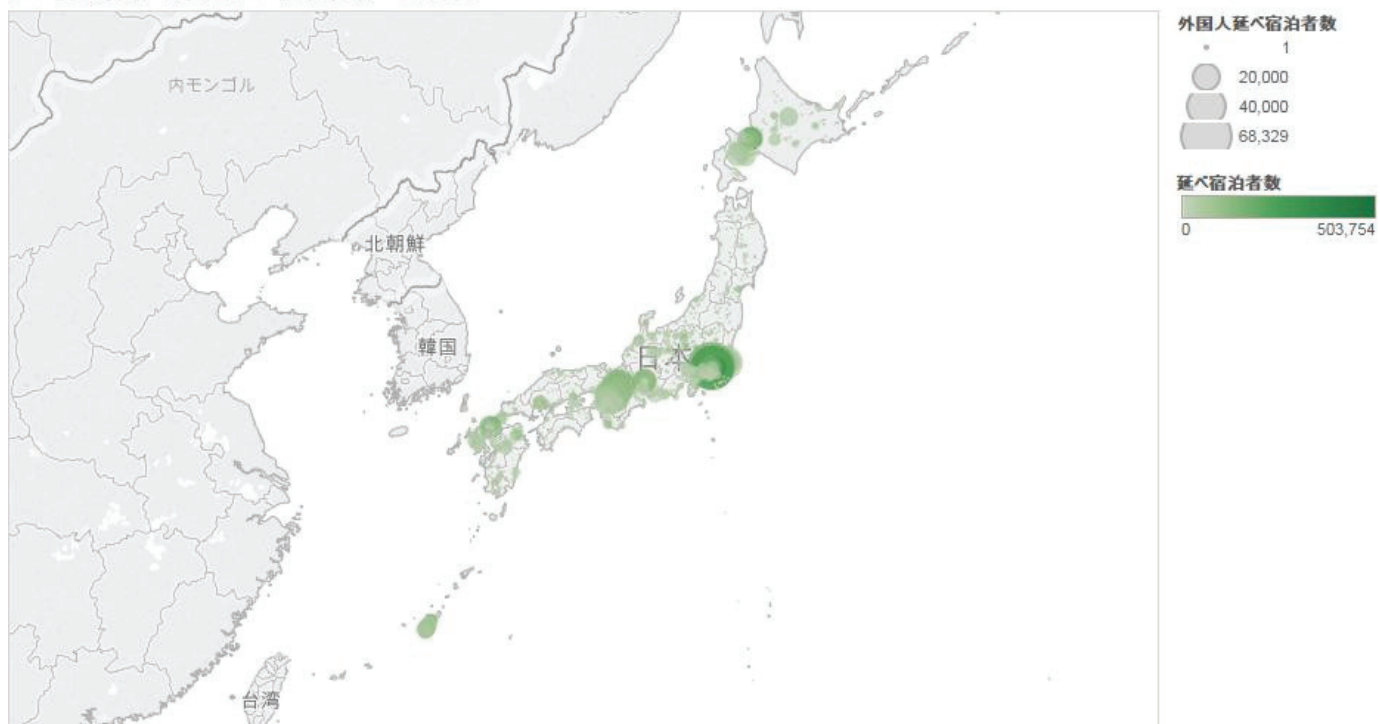 外国人延べ宿泊者数
1
20,000
40,000
68,329
延べ宿泊者数
0 503,754
内モンゴル
北朝鮮
韓国
日本
台湾